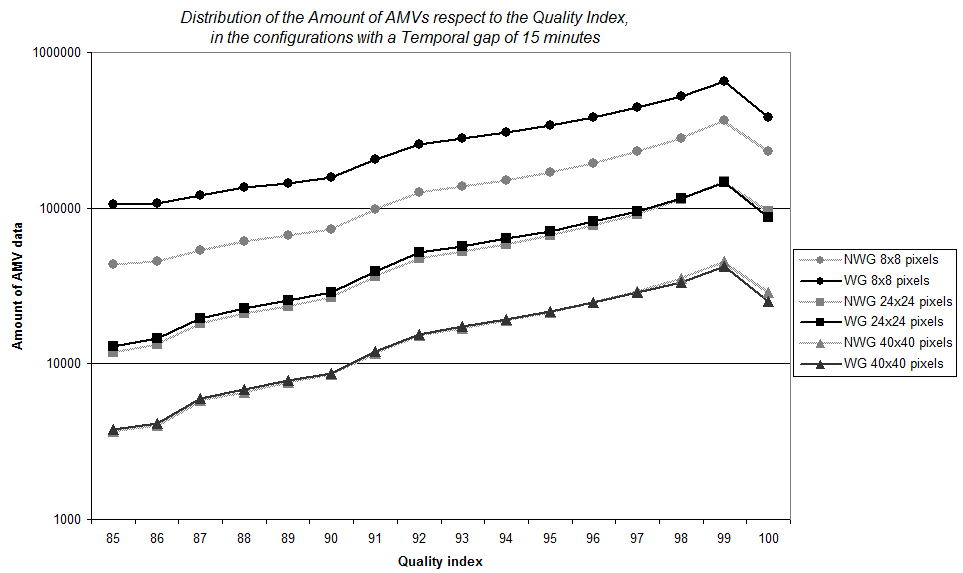 Distribution of the Amount of AMVs respect to the Quality Index,
in the configurations with a Temporal gap of 15 minutes
1000000
100000
10000
1000
Amount of AMV data
85 86 87 88 89 90 91 92 93 94 95 96 97 98 99 100
Quality index
NWG 8x8 pixels
WG 8x8 pixels
NWG 24x24 pixels
WG 24x24 pixels
NWG 40x40 pixels
WG 40x40 pixels